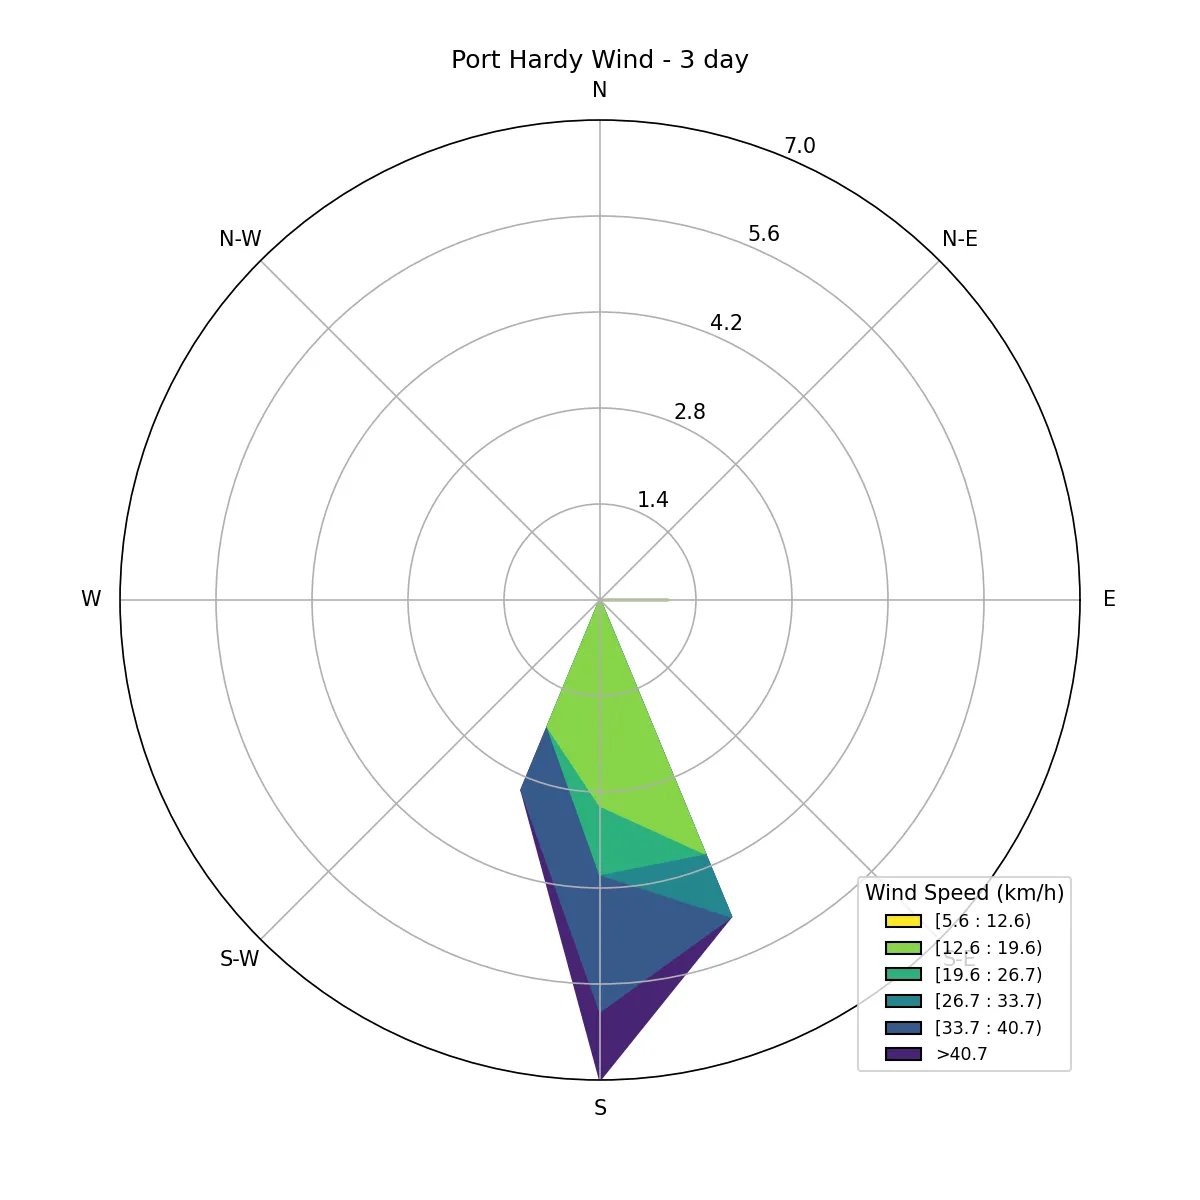 Port Hardy Wind - 3 day
N
7.0
N-W
5.6
N-E
4.2
2.8
1.4
W
E
Wind Speed (km/h)
[5.6 : 12.6)
[12.6 : 19.6)
S-W
S-E
[19.6 : 26.7)
[26.7 : 33.7)
[33.7 : 40.7)
>40.7
S